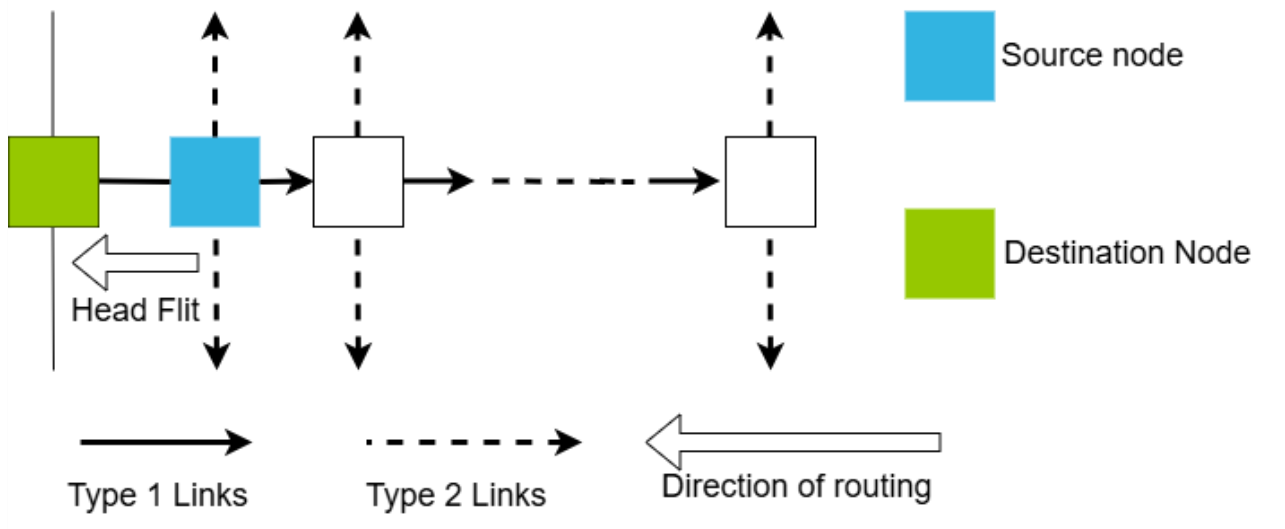 Source node
Destination Node
Head Flit
Type 1 Links
Type 2 Links
Direction of routing